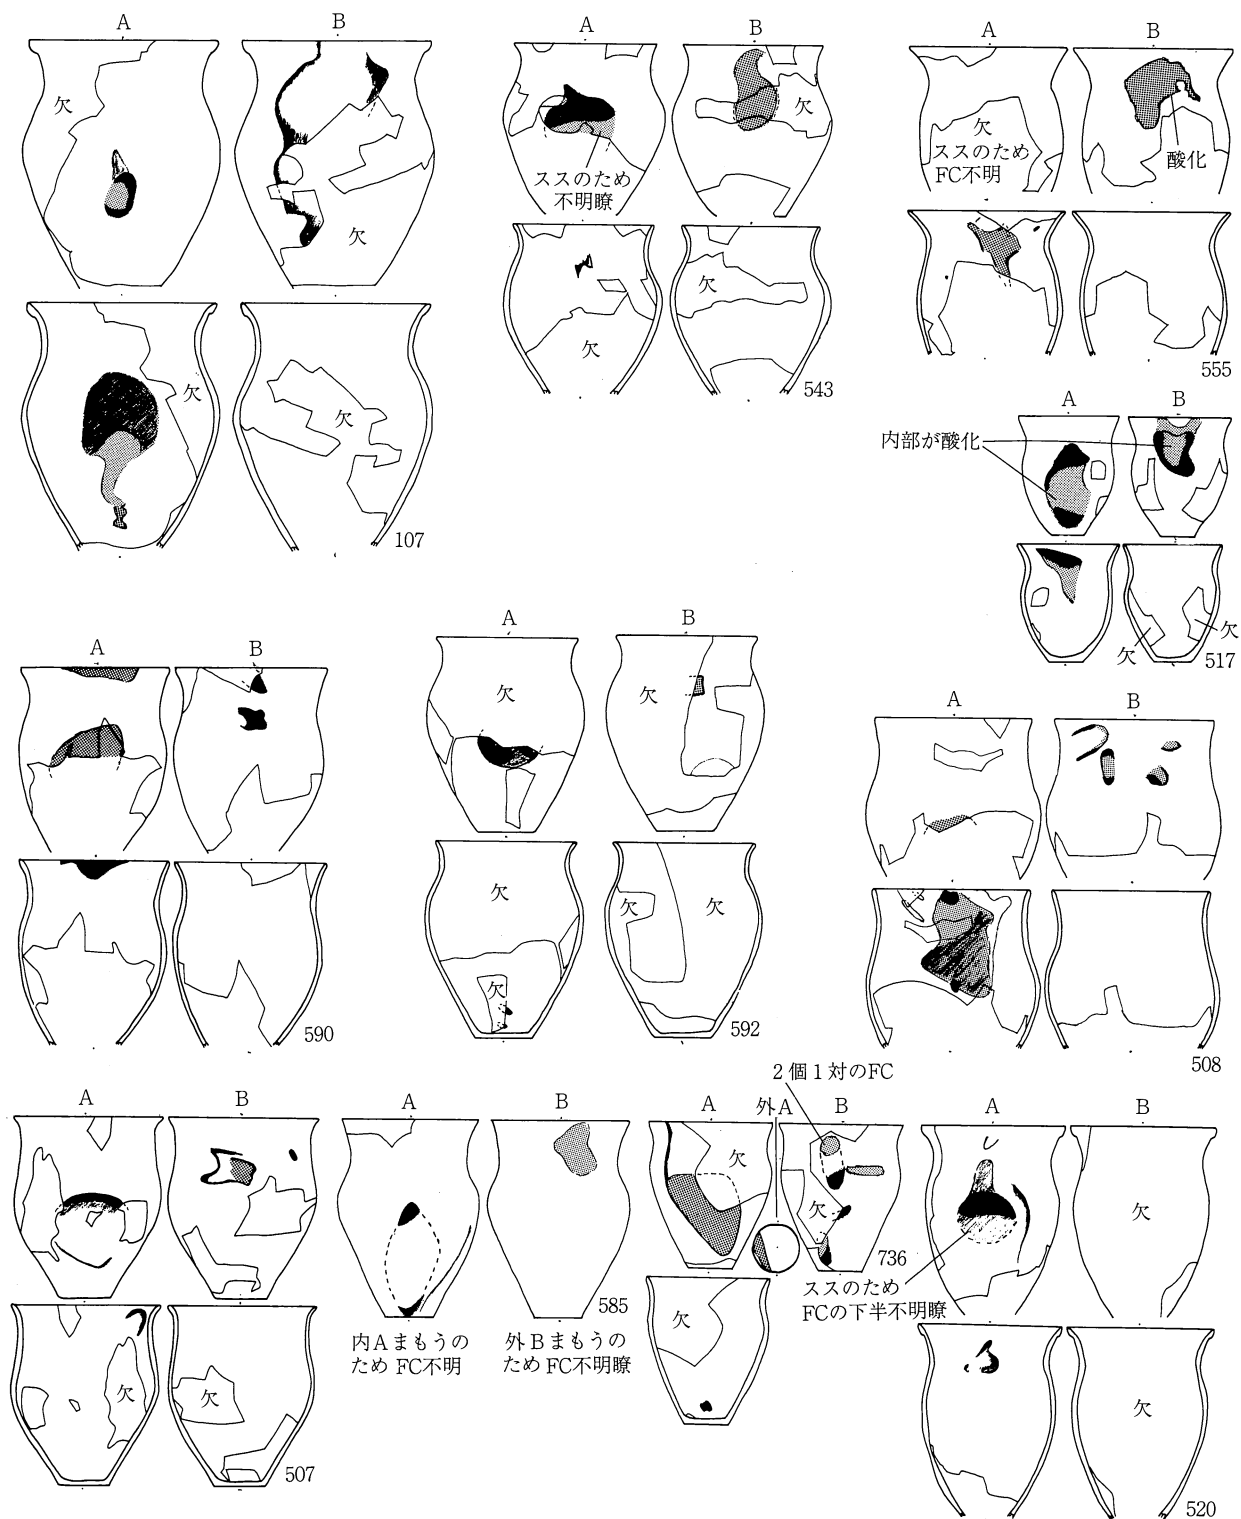 A
B
欠
欠
欠
欠
107
A
B
欠
ススのため
不明瞭
欠
欠
543
A
B
欠
ススのため
FC不明
酸化
555
A
B
内部が酸化
欠
欠
517
A
B
590
A
B
欠
欠
欠
欠
欠
欠
592
A
B
508
A
B
欠
欠
507
A
B
585
内Aまもうの
ため FC不明
外Bまもうの
ため FC不明瞭
2個1対のFC
A
外A
B
欠
欠
736
欠
A
B
欠
ススのため
FCの下半不明瞭
欠
520